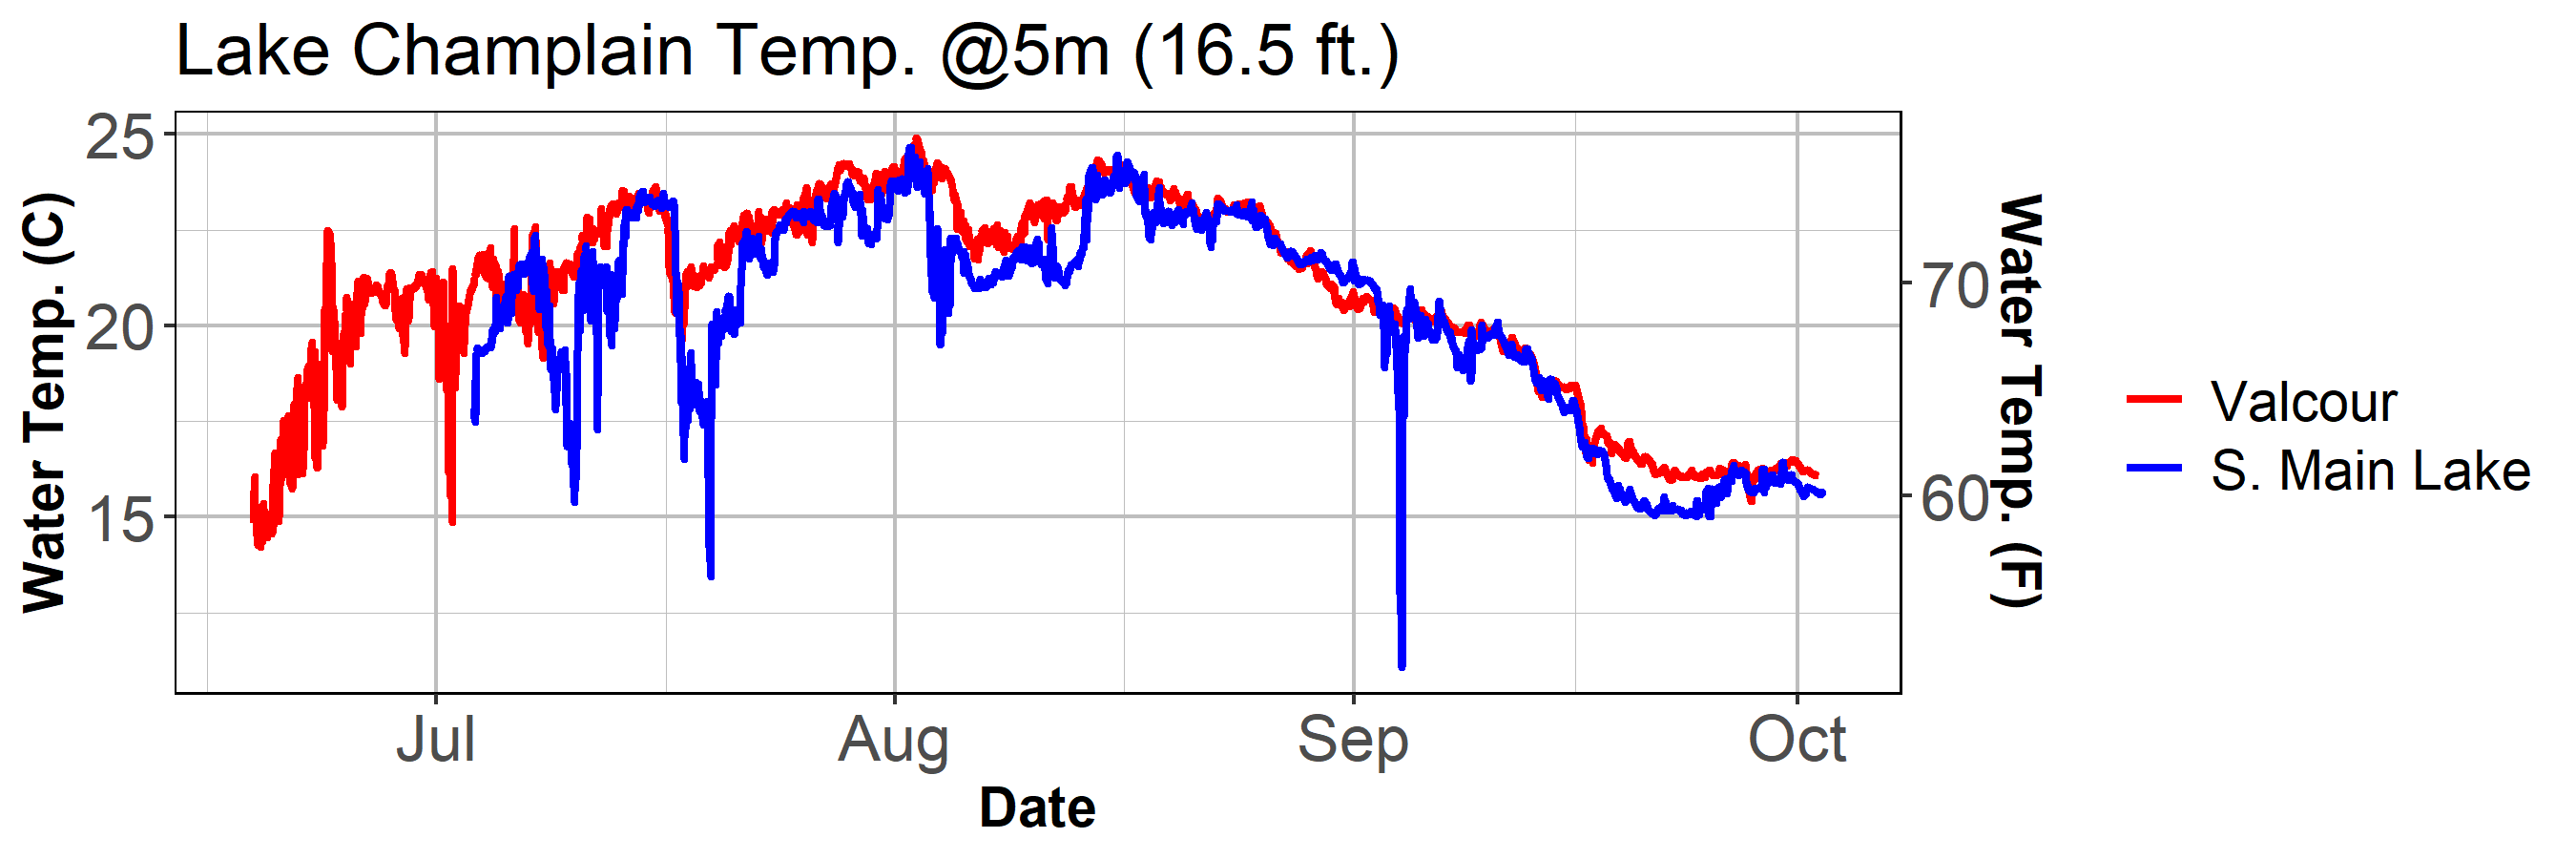 Lake Champlain Temp. @5m (16.5 ft.)
Water Temp. (C)
25
20
15
Jul
Aug
Sep
Oct
Date
70
60
Water Temp. (F)
Valcour
S. Main Lake